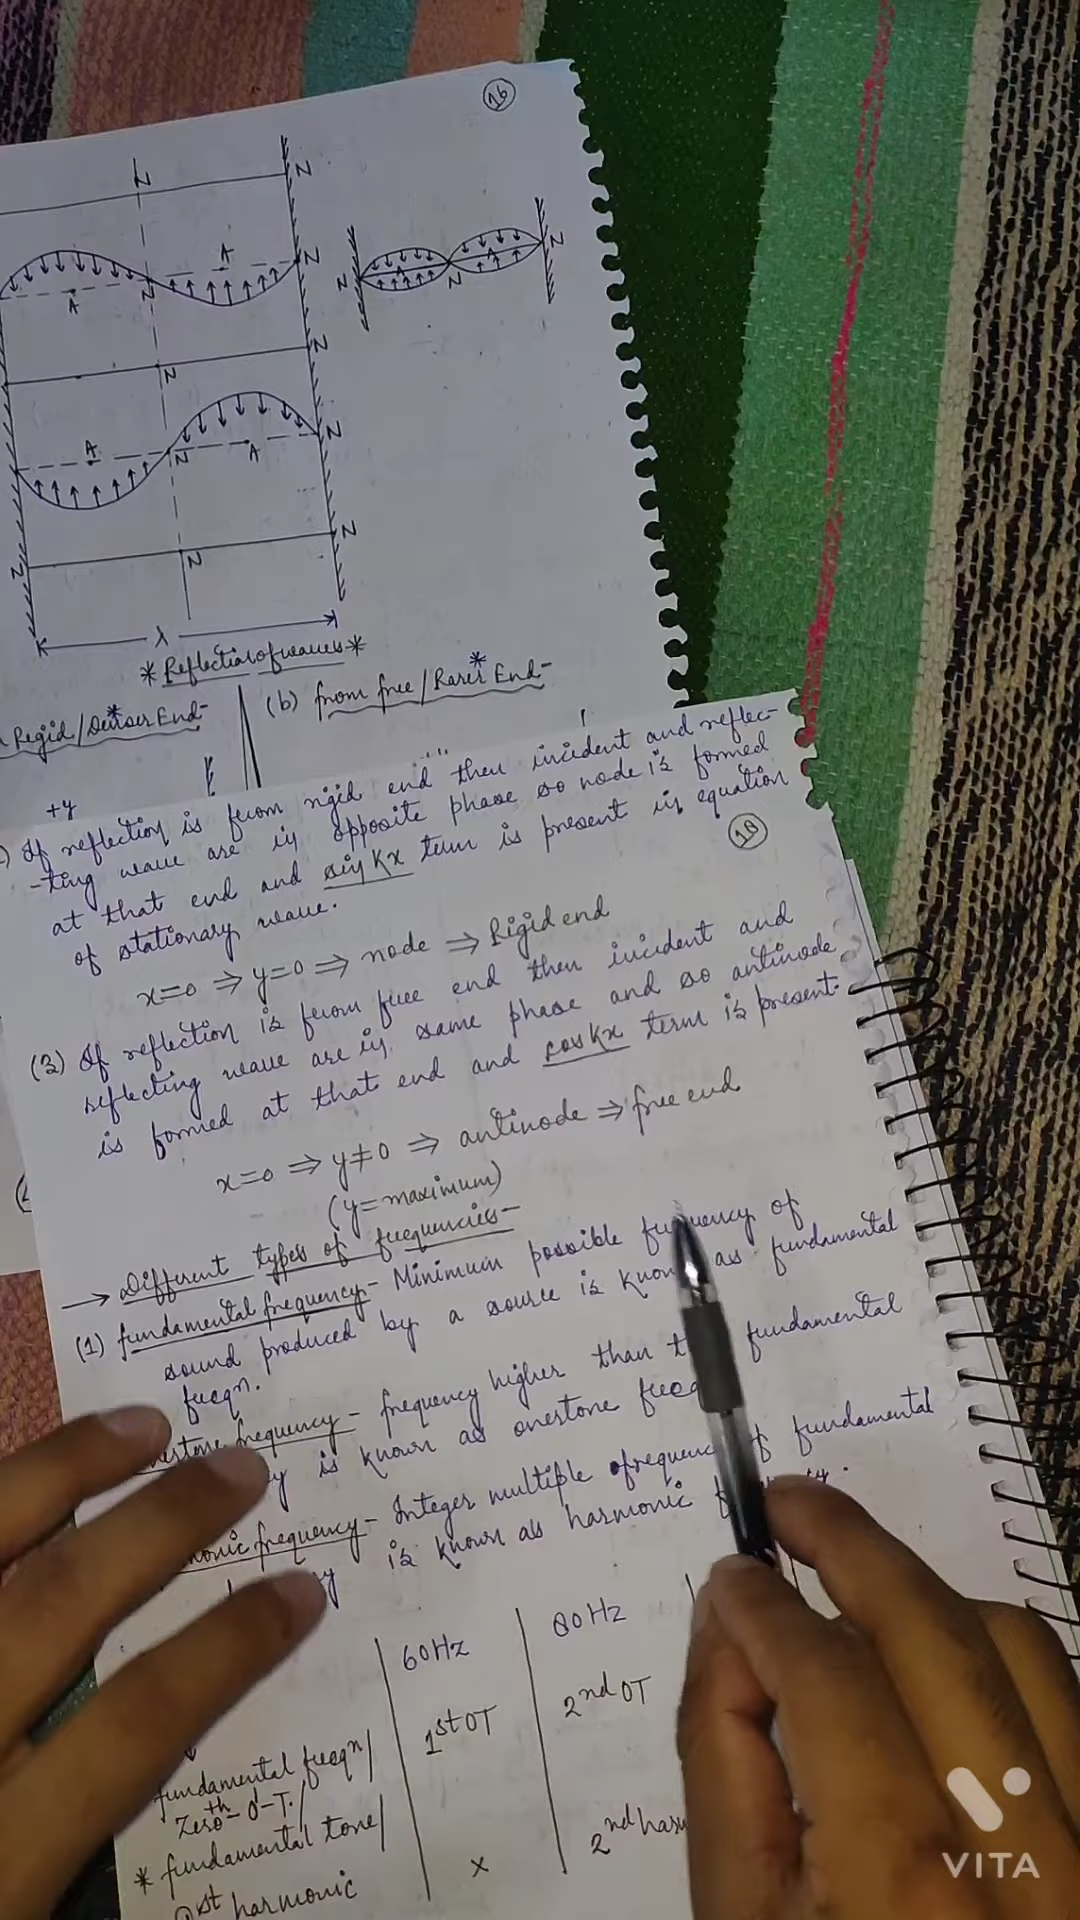 16
N
N
A
N
N
A
N
N
N
N
N
A
N
A
N
N
N
N
N
λ
* Reflection of waves *
Rigid/Denser End-
(b) from free/Rarer End-
+y
If reflection is from rigid end then incident and reflec-
-ting wave are in opposite phase so node is formed
at that end and sin Kx term is present in equation
of stationary wave.
18
x=0 ⇒ y=0 ⇒ node ⇒ Rigid end
(3) If reflection is from free end then incident and
reflecting wave are in same phase and so antinode
is formed at that end and cos Kx term is present.
x=0 ⇒ y≠0 ⇒ antinode ⇒ free end
(y=maximum)
→ Different types of frequencies-
(1) fundamental frequency- Minimum possible frequency of
sound produced by a source is known as fundamental
freqn.
frequency - frequency higher than fundamental
is known as overtone
frequency - Integer multiple frequency of fundamental
is known as harmonic
60Hz
80Hz
1st OT
2nd OT
fundamental freqn/
Zeroth O-T./
* fundamental tone/
1st harmonic
x
2nd
VITA